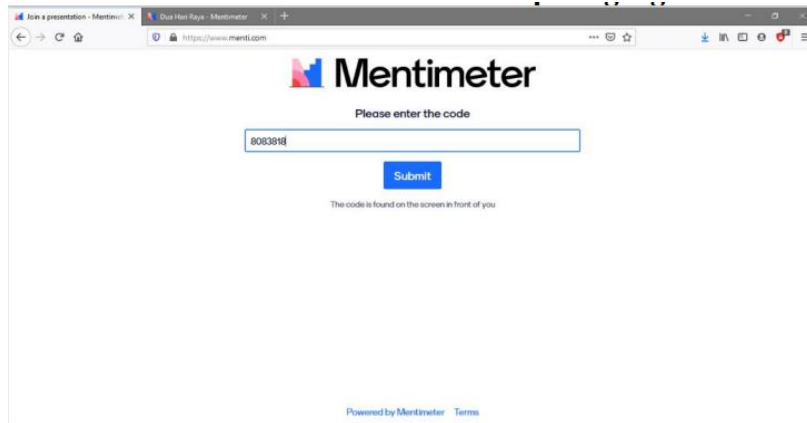 Join a presentation - Mentimet
Dua Hari Raya - Mentimeter
https://www.menti.com
Mentimeter
Please enter the code
8083818
Submit
The code is found on the screen in front of you
Powered by Mentimeter Terms